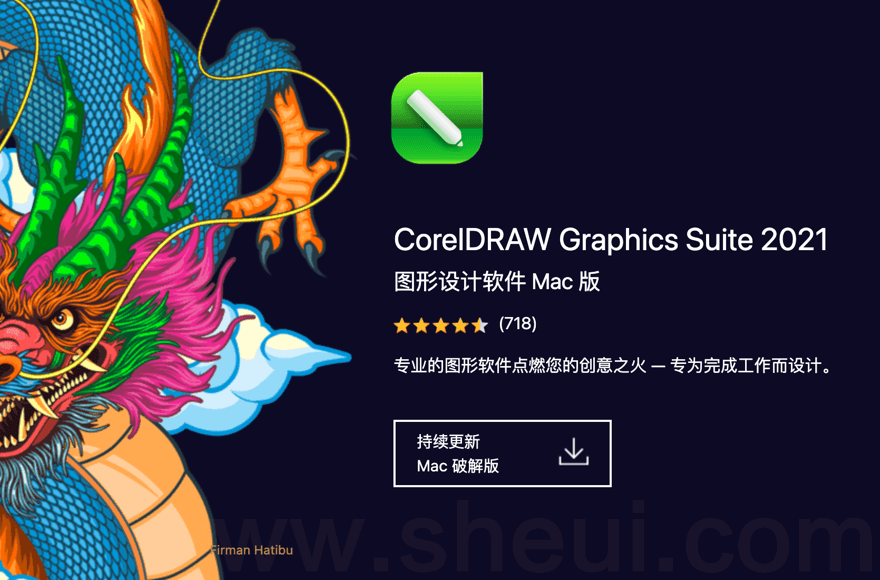 CorelDRAW Graphics Suite 2021
图形设计软件 Mac 版
(718)
专业的图形软件点燃您的创意之火 — 专为完成工作而设计。
持续更新
Mac 破解版
www.sheui.com
Firman Hatibu